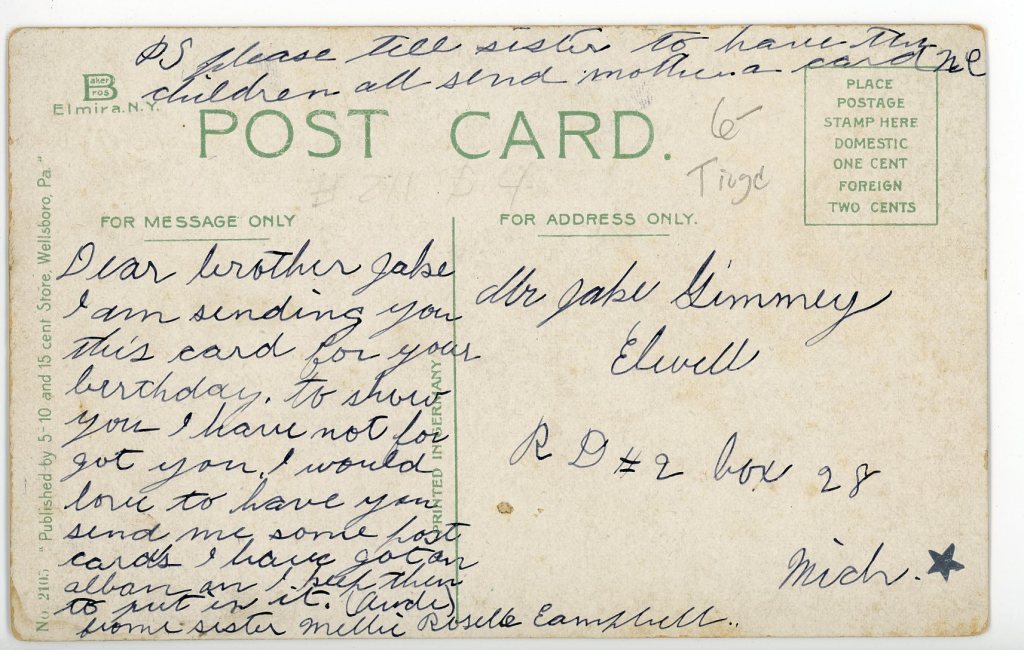 PS please tell sister to have the
children all send mother a card
Baker Bros
Elmira. N.Y.
POST CARD.
PLACE
POSTAGE
STAMP HERE
DOMESTIC
ONE CENT
FOREIGN
TWO CENTS
Tioga
No. 2105 "Published by 5-10 and 15 cent Store, Wellsboro, Pa."
FOR MESSAGE ONLY
Dear brother Jake
I am sending you
this card for your
berthday. to show
you I have not for
got you. I would
love to have you
send me some post
cards I have got an
alban an I keep them
to put in it.
frome sister Millie Roselle Campbell..
PRINTED IN GERMANY
FOR ADDRESS ONLY.
Mr Jake Gimmey
Elwell
R D #2 box 28
Mich.